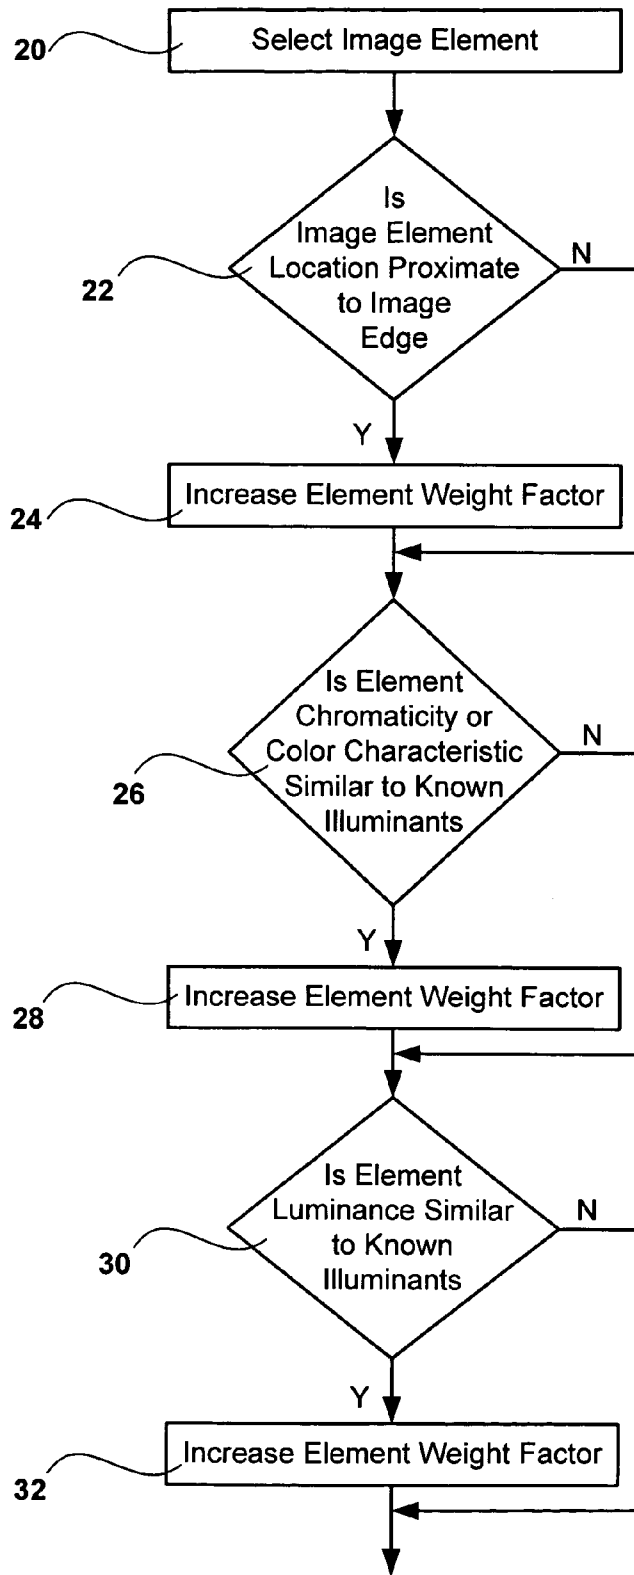 20
Select Image Element
Is
Image Element
Location Proximate
to Image
Edge
N
22
Y
Increase Element Weight Factor
24
Is Element
Chromaticity or
Color Characteristic
Similar to Known
Illuminants
N
26
Y
Increase Element Weight Factor
28
Is Element
Luminance Similar
to Known
Illuminants
N
30
Y
Increase Element Weight Factor
32